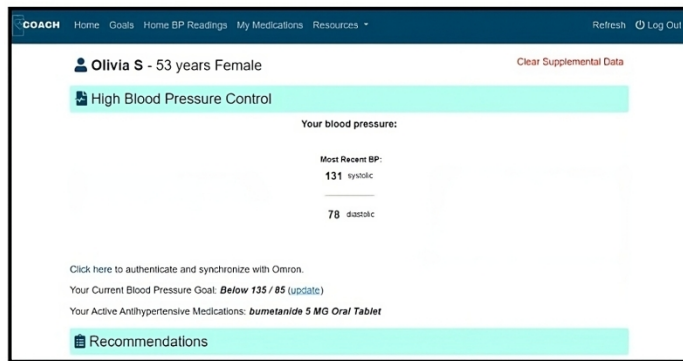 COACH Home Goals Home BP Readings My Medications Resources Refresh Log Out
Olivia S - 53 years Female Clear Supplemental Data
High Blood Pressure Control
Your blood pressure:
Most Recent BP:
131 systolic
78 diastolic
Click here to authenticate and synchronize with Omron.
Your Current Blood Pressure Goal: Below 135 / 85 (update)
Your Active Antihypertensive Medications: bumetanide 5 MG Oral Tablet
Recommendations